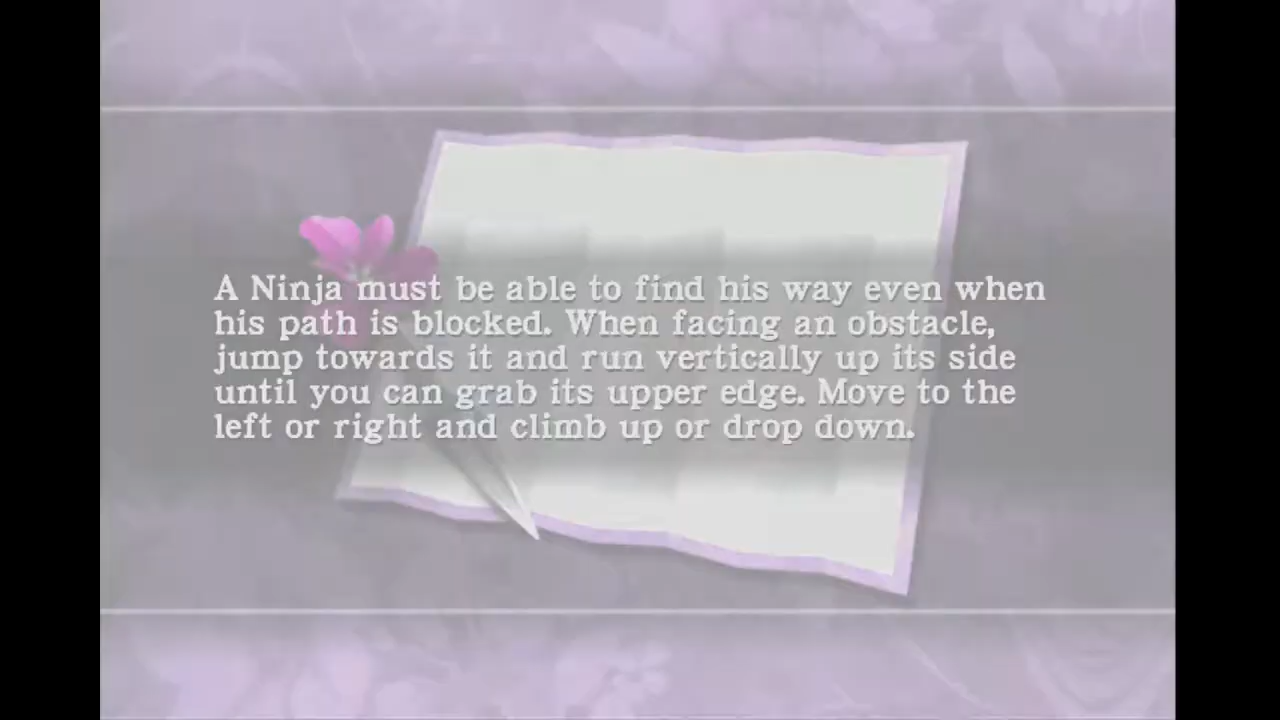 A Ninja must be able to find his way even when
his path is blocked. When facing an obstacle,
jump towards it and run vertically up its side
until you can grab its upper edge. Move to the
left or right and climb up or drop down.